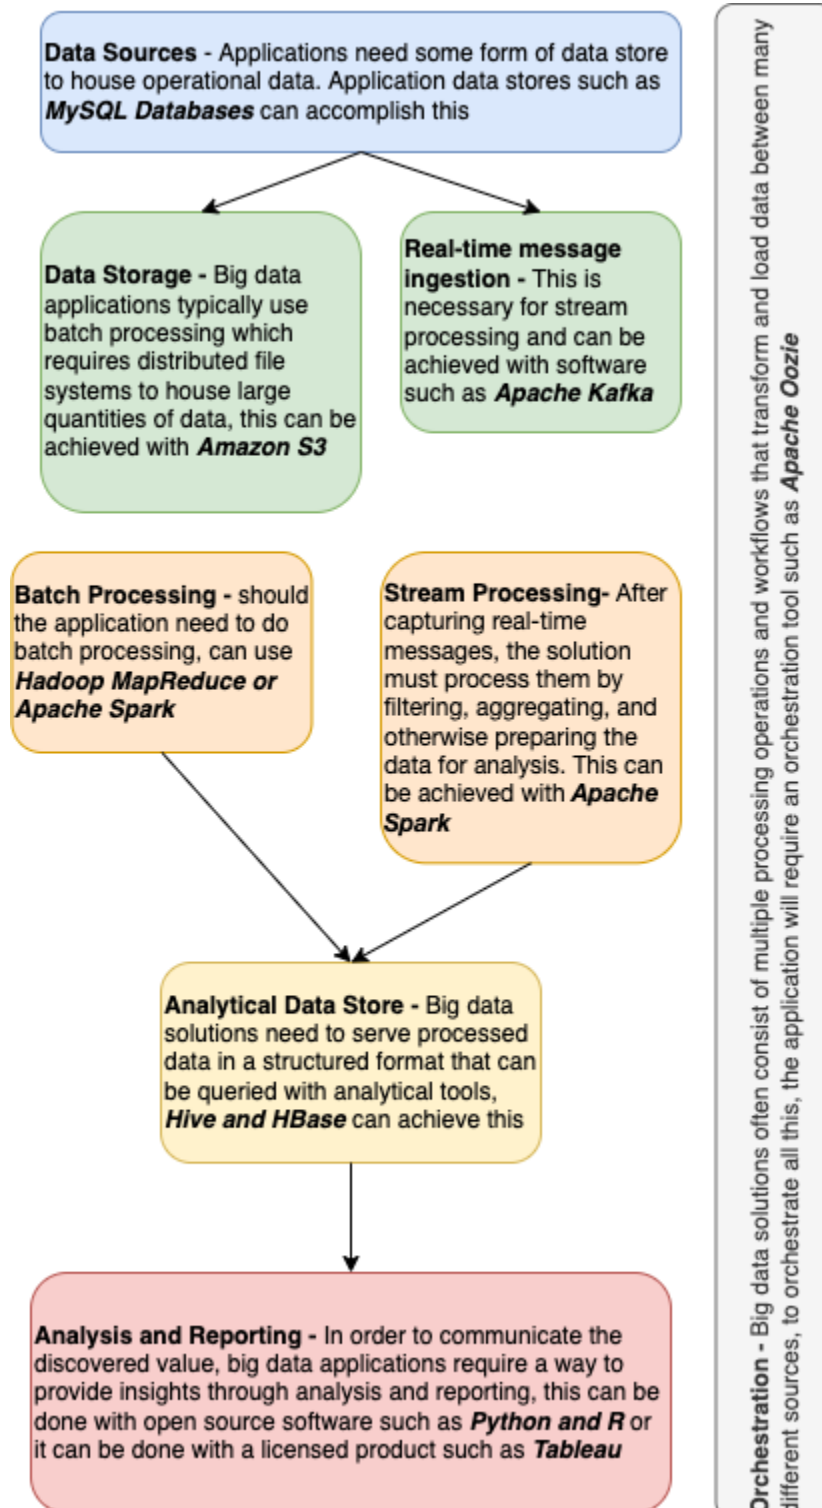 Data Sources - Applications need some form of data store
to house operational data. Application data stores such as
MySQL Databases can accomplish this
Data Storage - Big data
applications typically use
batch processing which
requires distributed file
systems to house large
quantities of data, this can be
achieved with Amazon S3
Real-time message
ingestion - This is
necessary for stream
processing and can be
achieved with software
such as Apache Kafka
Batch Processing - should
the application need to do
batch processing, can use
Hadoop MapReduce or
Apache Spark
Stream Processing- After
capturing real-time
messages, the solution
must process them by
filtering, aggregating, and
otherwise preparing the
data for analysis. This can
be achieved with Apache
Spark
Analytical Data Store - Big data
solutions need to serve processed
data in a structured format that can
be queried with analytical tools,
Hive and HBase can achieve this
Analysis and Reporting - In order to communicate the
discovered value, big data applications require a way to
provide insights through analysis and reporting, this can be
done with open source software such as Python and R or
it can be done with a licensed product such as Tableau
Orchestration - Big data solutions often consist of multiple processing operations and workflows that transform and load data between many
different sources, to orchestrate all this, the application will require an orchestration tool such as Apache Oozie